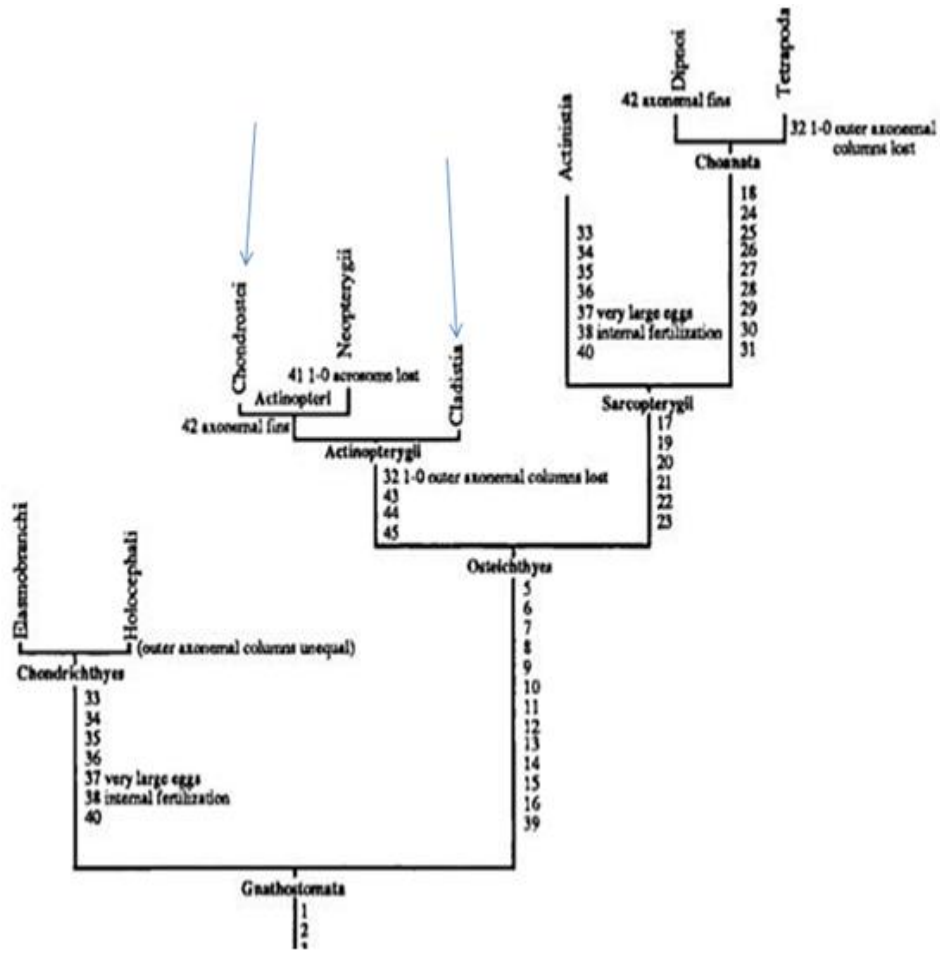 Dipnoi
Tetrapoda
42 axonemal fins
32 1-0 outer axonemal
columns lost
Choanata
18
24
25
26
27
28
29
30
31
Actinistia
33
34
35
36
37 very large eggs
38 internal fertilization
40
Sarcopterygii
17
19
20
21
22
23
Chondrostei
Neopterygii
41 1-0 acrosome lost
Actinopteri
Cladistia
42 axonemal fins
Actinopterygii
32 1-0 outer axonemal columns lost
43
44
45
Osteichthyes
5
6
7
8
9
10
11
12
13
14
15
16
39
Elasmobranchi
Holocephali
(outer axonemal columns unequal)
Chondrichthyes
33
34
35
36
37 very large eggs
38 internal fertilization
40
Gnathostomata
1
2